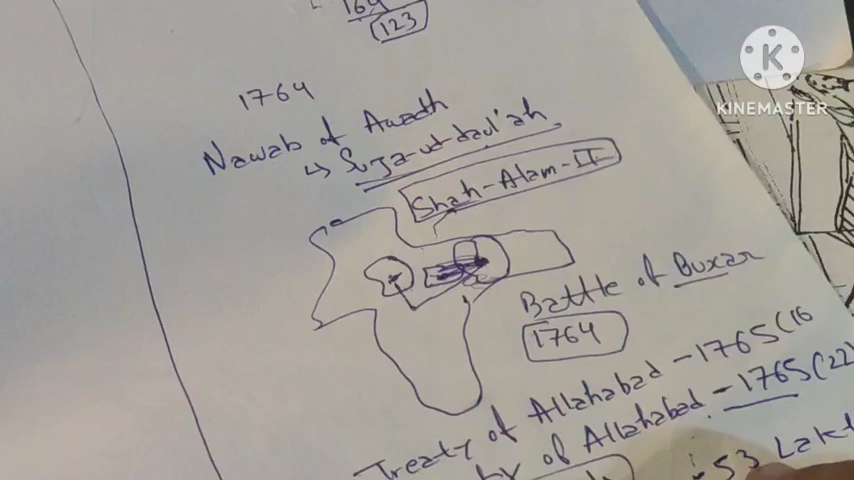 164
123
KINEMASTER
1764
Nawab of Awadh
↳ Suja-ud-daul'ah
Shah-Alam-II
Battle of Buxar
1764
Treaty of Allahabad - 1765 (16
of Allahabad. - 1765 (22)
53 Lakh